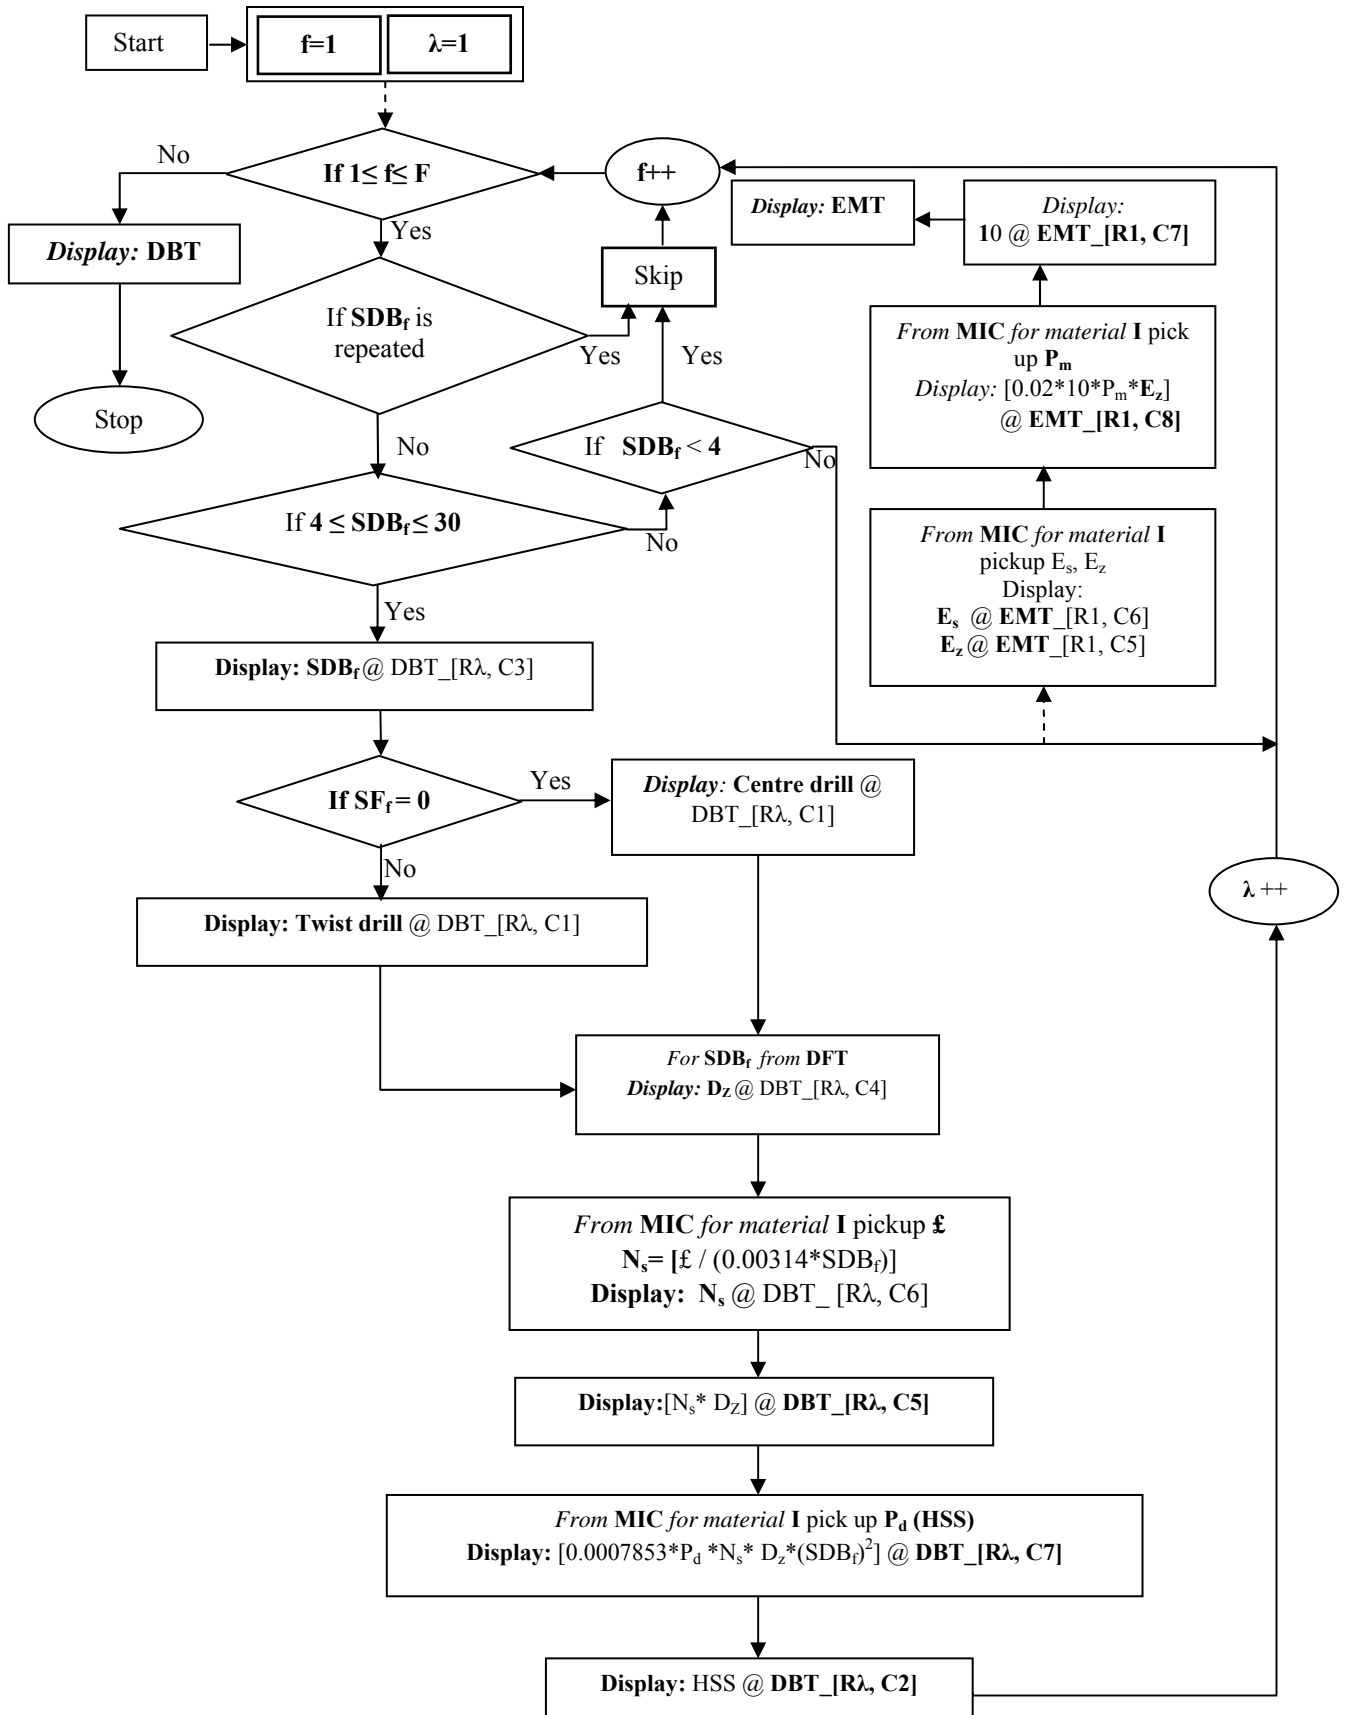 Start
f=1
λ=1
No
If 1≤ f≤ F
f++
Display: EMT
Display:
10 @ EMT_[R1, C7]
Yes
Display: DBT
Skip
If SDBf is
repeated
Yes
Yes
From MIC for material I pick
up Pm
Display: [0.02*10*Pm*Ez]
@ EMT_[R1, C8]
Stop
No
If SDBf < 4
No
If 4 ≤ SDBf ≤ 30
No
From MIC for material I
pickup Es, Ez
Display:
Es @ EMT_[R1, C6]
Ez @ EMT_[R1, C5]
Yes
Display: SDBf @ DBT_[Rλ, C3]
If SFf = 0
Yes
Display: Centre drill @
DBT_[Rλ, C1]
No
λ ++
Display: Twist drill @ DBT_[Rλ, C1]
For SDBf from DFT
Display: DZ @ DBT_[Rλ, C4]
From MIC for material I pickup £
Ns= [£ / (0.00314*SDBf)]
Display: Ns @ DBT_ [Rλ, C6]
Display:[Ns* DZ] @ DBT_[Rλ, C5]
From MIC for material I pick up Pd (HSS)
Display: [0.0007853*Pd *Ns* Dz*(SDBf)²] @ DBT_[Rλ, C7]
Display: HSS @ DBT_[Rλ, C2]